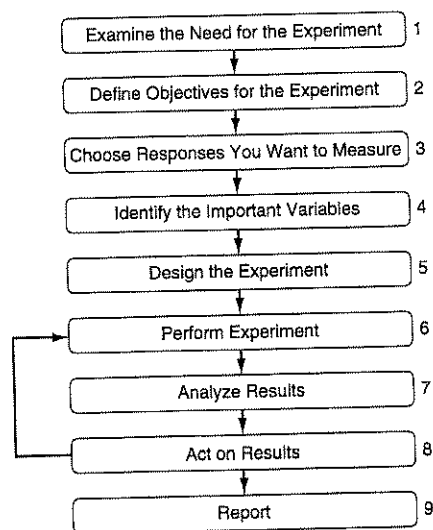 Examine the Need for the Experiment 1
Define Objectives for the Experiment 2
Choose Responses You Want to Measure 3
Identify the Important Variables 4
Design the Experiment 5
Perform Experiment 6
Analyze Results 7
Act on Results 8
Report 9